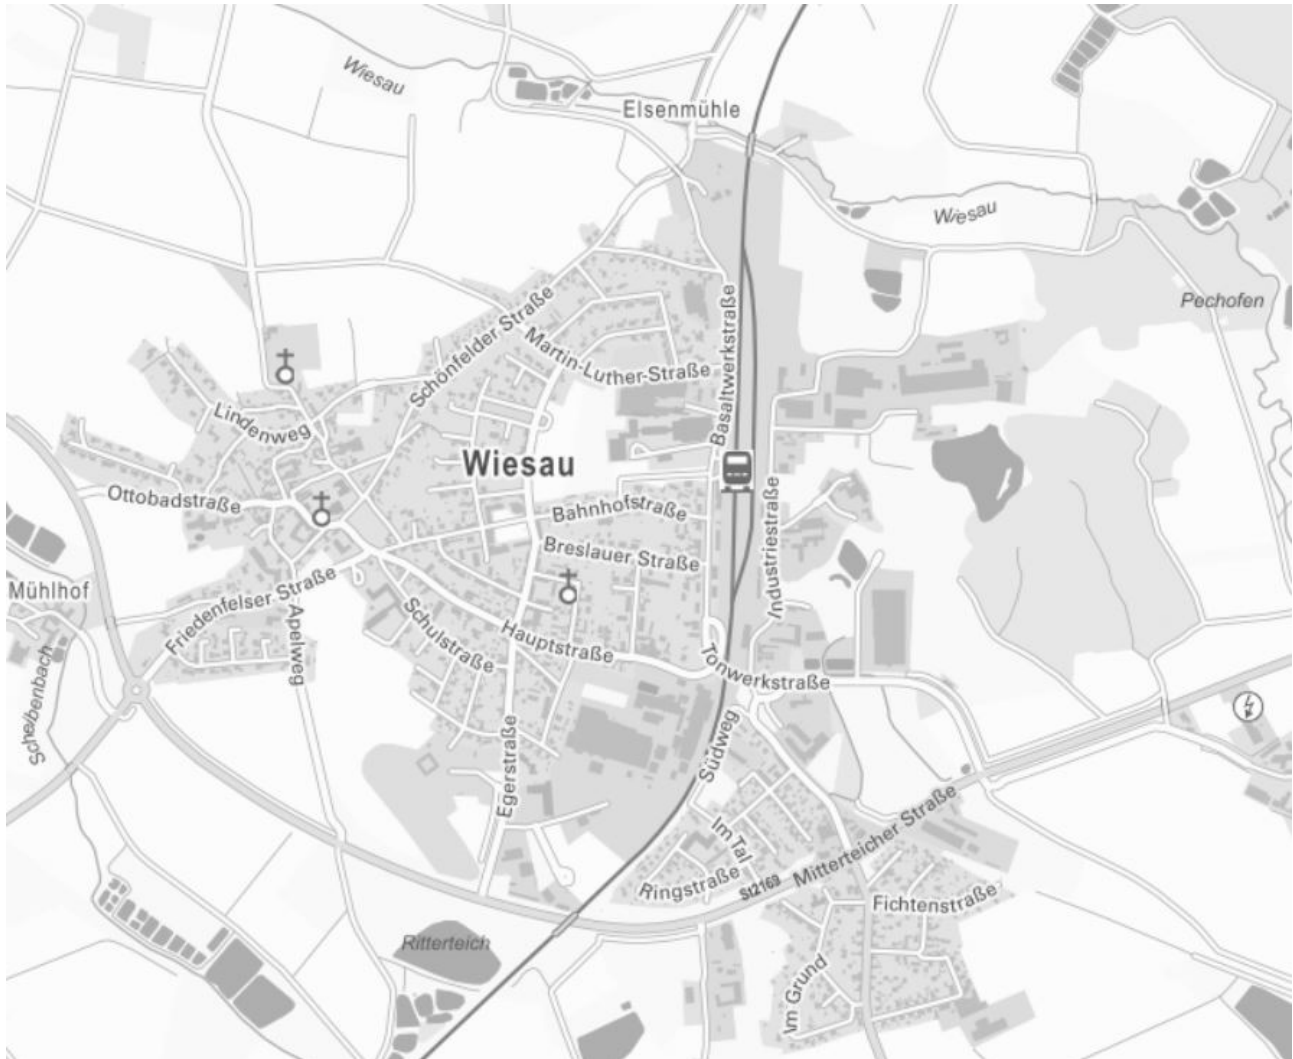 Wiesau
Elsenmühle
Wiesau
Pechofen
Schönfelder Straße
Martin-Luther-Straße
Basaltwerkstraße
Lindenweg
Wiesau
Ottobadstraße
Bahnhofstraße
Breslauer Straße
Industriestraße
Mühlhof
Friedenfelser Straße
Apelweg
Schulstraße
Hauptstraße
Tonwerkstraße
Scheibenbach
Egerstraße
Südweg
Im Tal
Ringstraße
St2169
Mitterteicher Straße
Fichtenstraße
Ritterteich
Im Grund